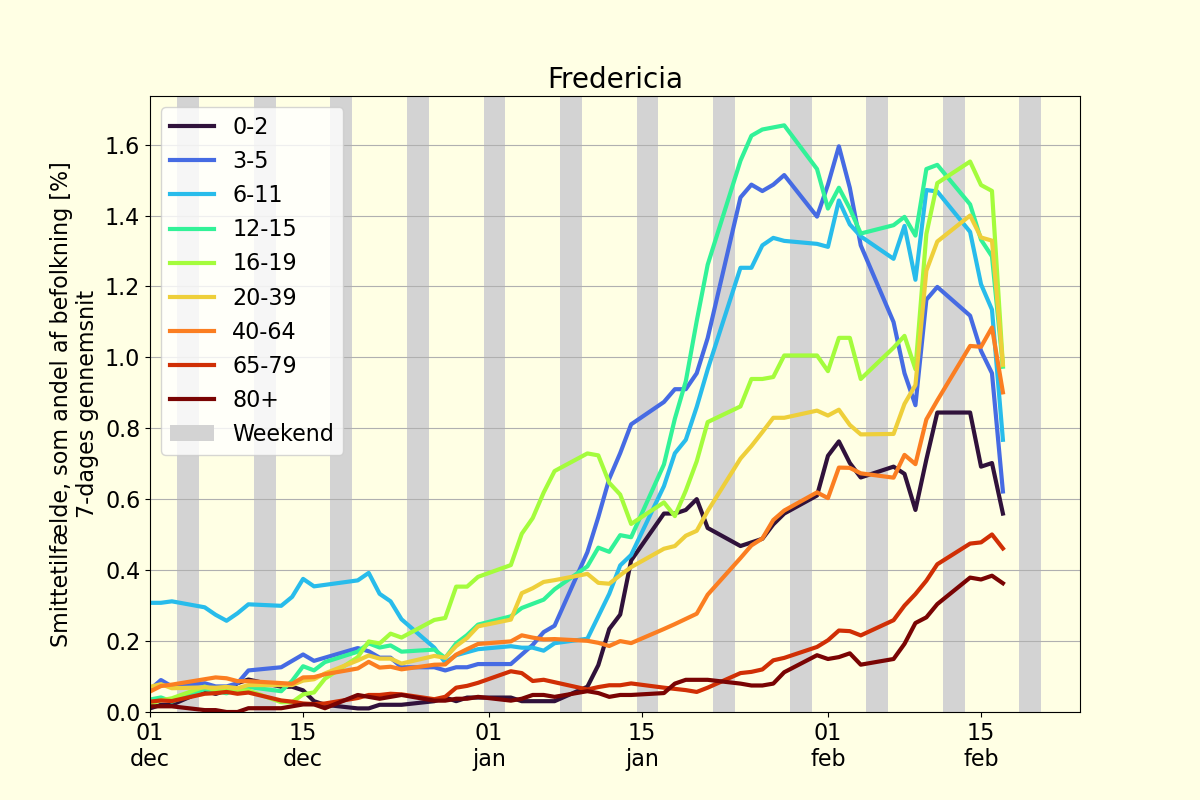 Fredericia
Smittetilfælde, som andel af befolkning [%]
7-dages gennemsnit
1.6
1.4
1.2
1.0
0.8
0.6
0.4
0.2
0.0
0-2
3-5
6-11
12-15
16-19
20-39
40-64
65-79
80+
Weekend
01
dec
15
dec
01
jan
15
jan
01
feb
15
feb